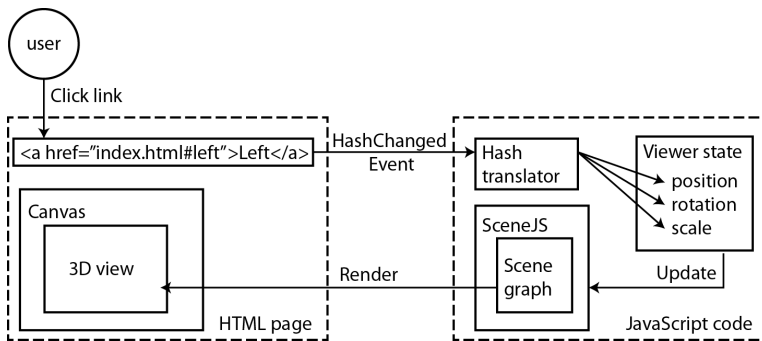 user
Click link
<a href=”index.html#left”>Left</a>
HashChanged
Event
Hash
translator
Viewer state
position
rotation
scale
Canvas
3D view
SceneJS
Scene
graph
Render
Update
HTML page
JavaScript code